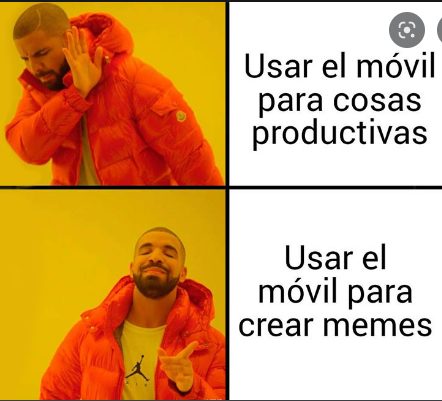 Usar el móvil
para cosas
productivas
Usar el
móvil para
crear memes